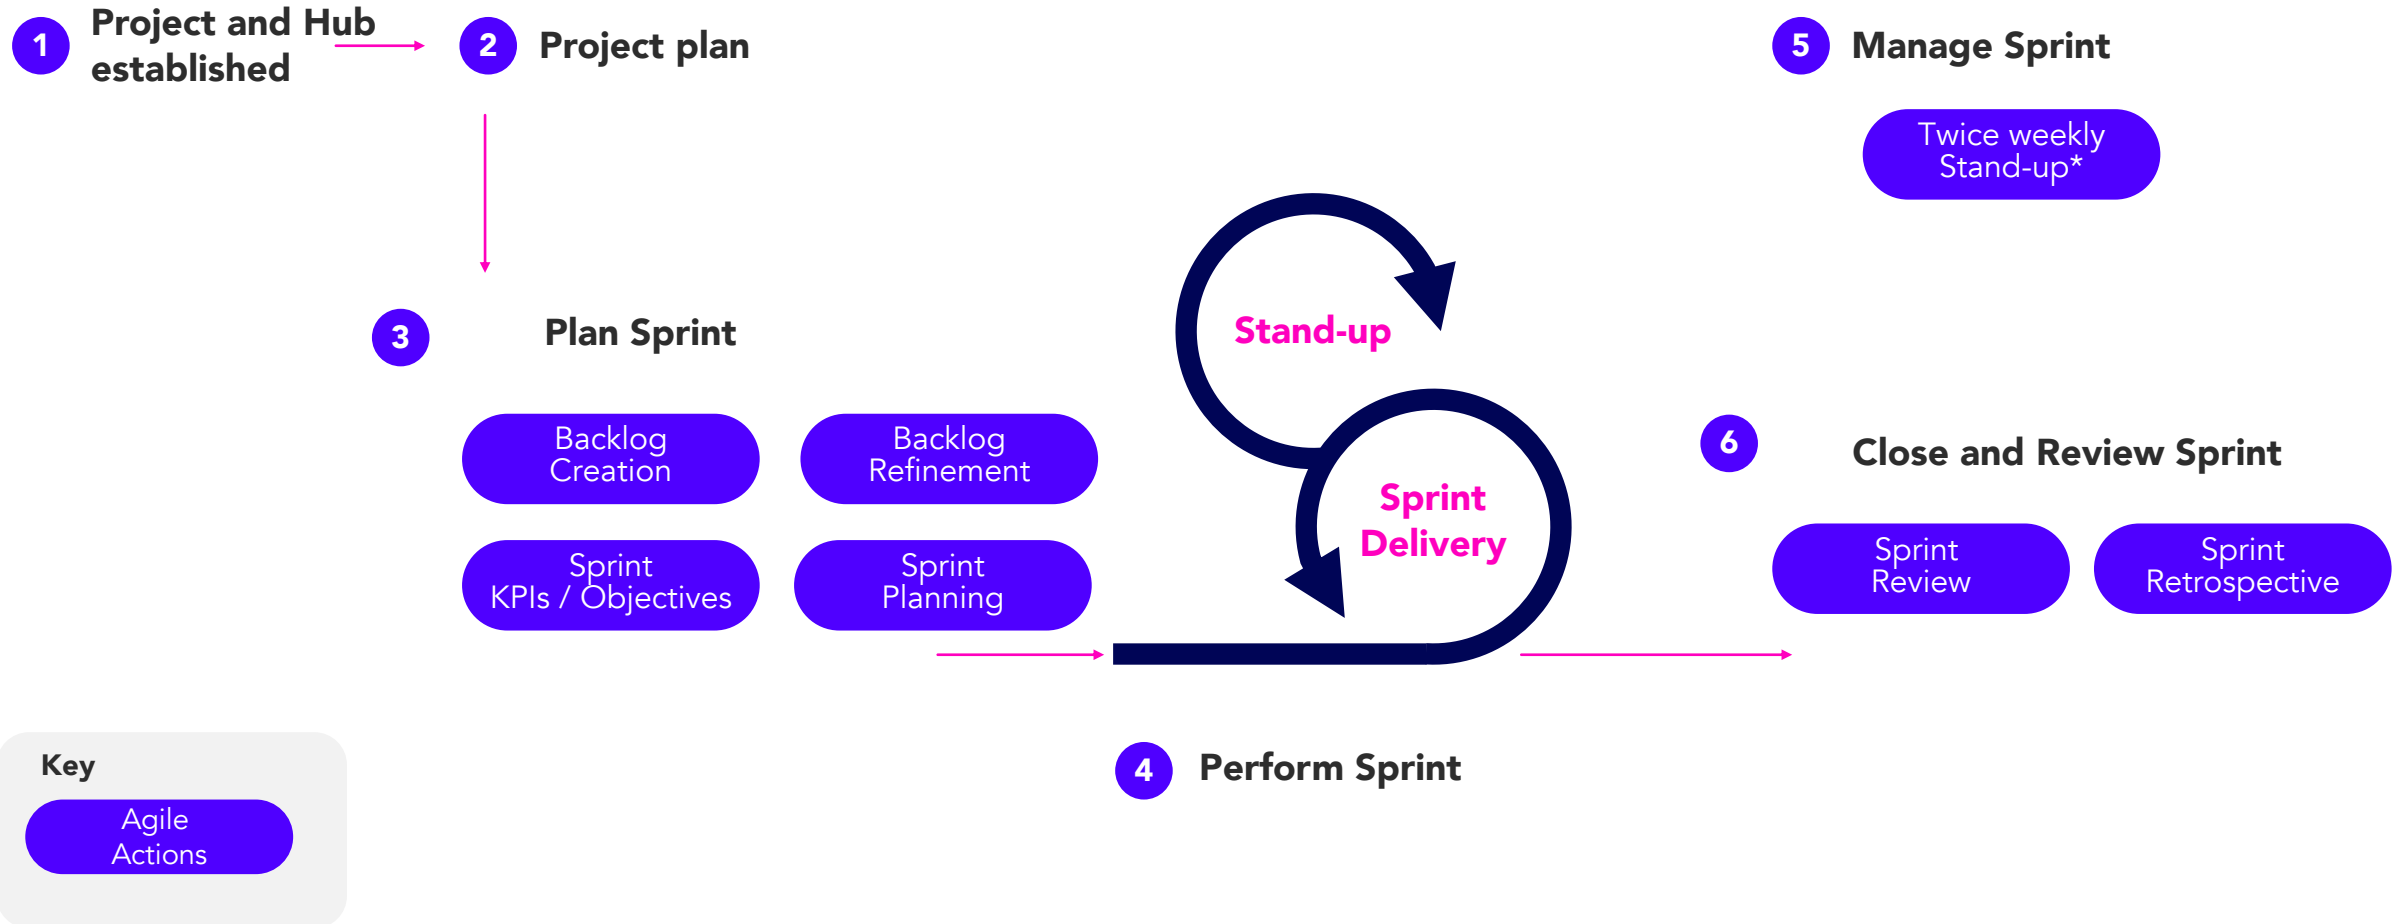 1
Project and Hub
established
2
Project plan
3
Plan Sprint
Backlog
Creation
Backlog
Refinement
Sprint
KPIs / Objectives
Sprint
Planning
Stand-up
Sprint
Delivery
4
Perform Sprint
5
Manage Sprint
Twice weekly
Stand-up*
6
Close and Review Sprint
Sprint
Review
Sprint
Retrospective
Key
Agile
Actions